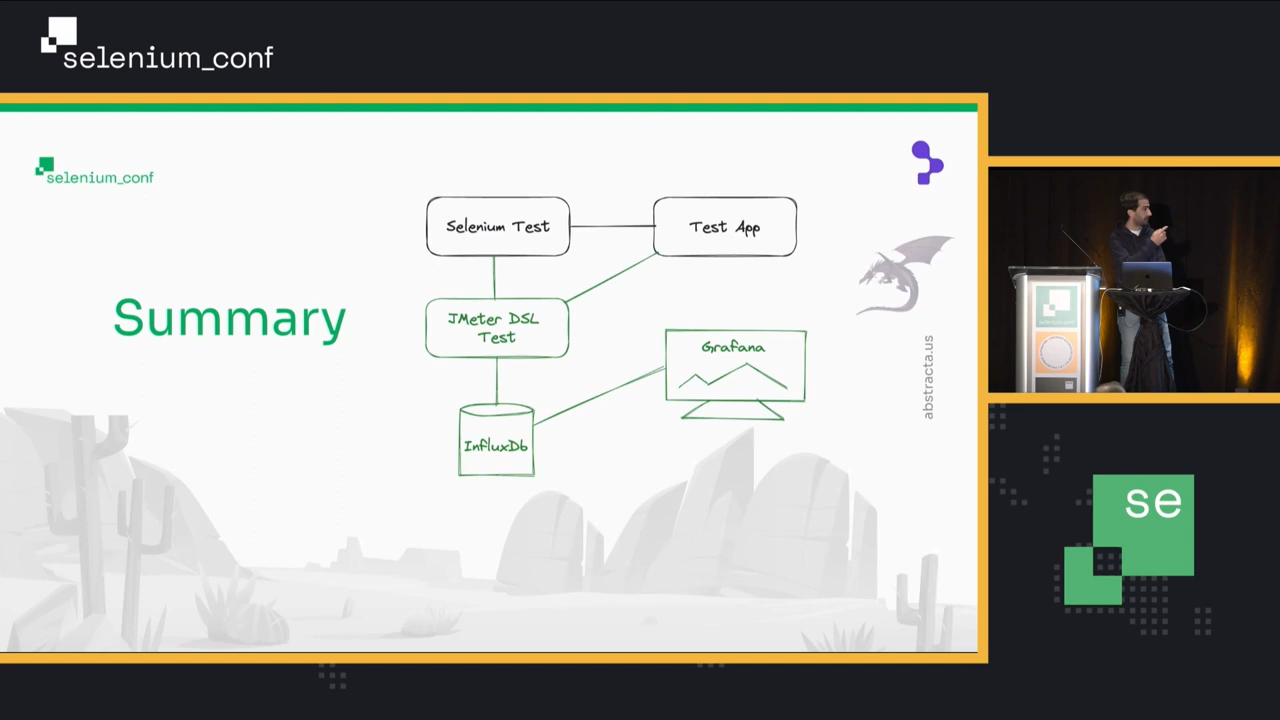 selenium_conf
selenium_conf
Summary
Selenium Test
Test App
JMeter DSL
Test
Grafana
InfluxDb
abstracta.us
se